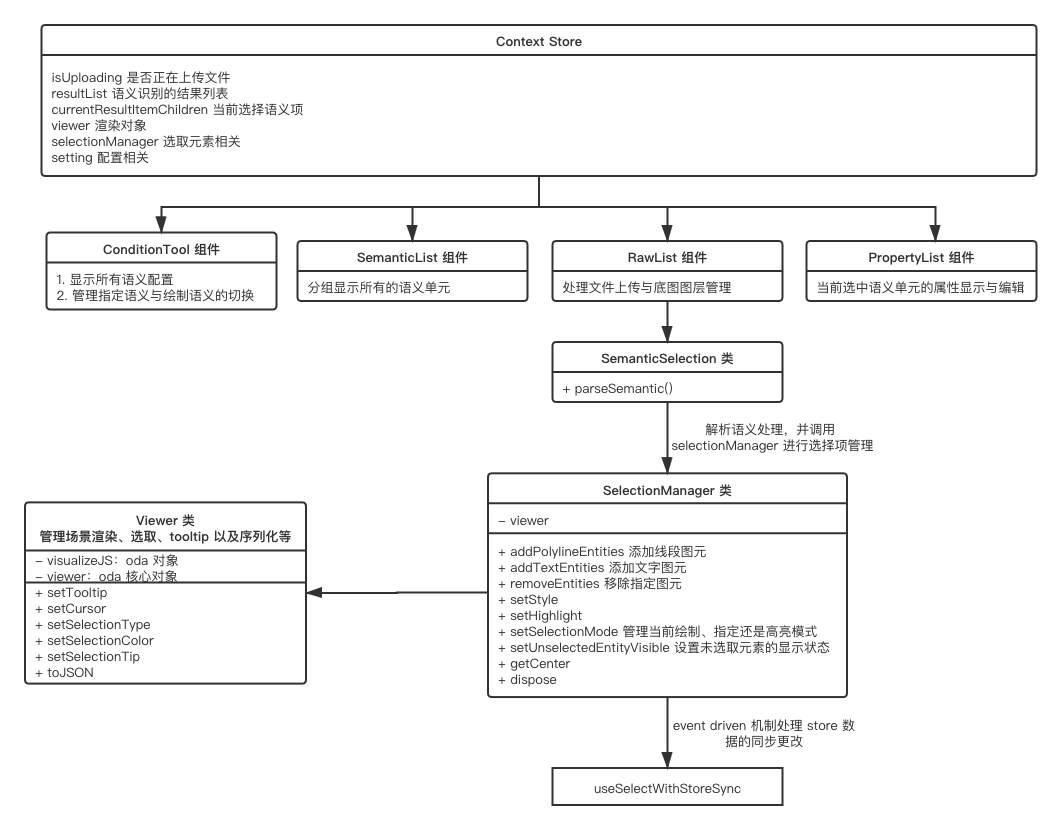 Context Store
isUploading 是否正在上传文件
resultList 语义识别的结果列表
currentResultItemChildren 当前选择语义项
viewer 渲染对象
selectionManager 选取元素相关
setting 配置相关
ConditionTool 组件
1. 显示所有语义配置
2. 管理指定语义与绘制语义的切换
SemanticList 组件
分组显示所有的语义单元
RawList 组件
处理文件上传与底图图层管理
PropertyList 组件
当前选中语义单元的属性显示与编辑
SemanticSelection 类
+ parseSemantic()
解析语义处理，并调用
selectionManager 进行选择项管理
SelectionManager 类
– viewer
+ addPolylineEntities 添加线段图元
+ addTextEntities 添加文字图元
+ removeEntities 移除指定图元
+ setStyle
+ setHighlight
+ setSelectionMode 管理当前绘制、指定还是高亮模式
+ setUnselectedEntityVisible 设置未选取元素的显示状态
+ getCenter
+ dispose
Viewer 类
管理场景渲染、选取、tooltip 以及序列化等
– visualizeJS：oda 对象
– viewer：oda 核心对象
+ setTooltip
+ setCursor
+ setSelectionType
+ setSelectionColor
+ setSelectionTip
+ toJSON
event driven 机制处理 store 数
据的同步更改
useSelectWithStoreSync